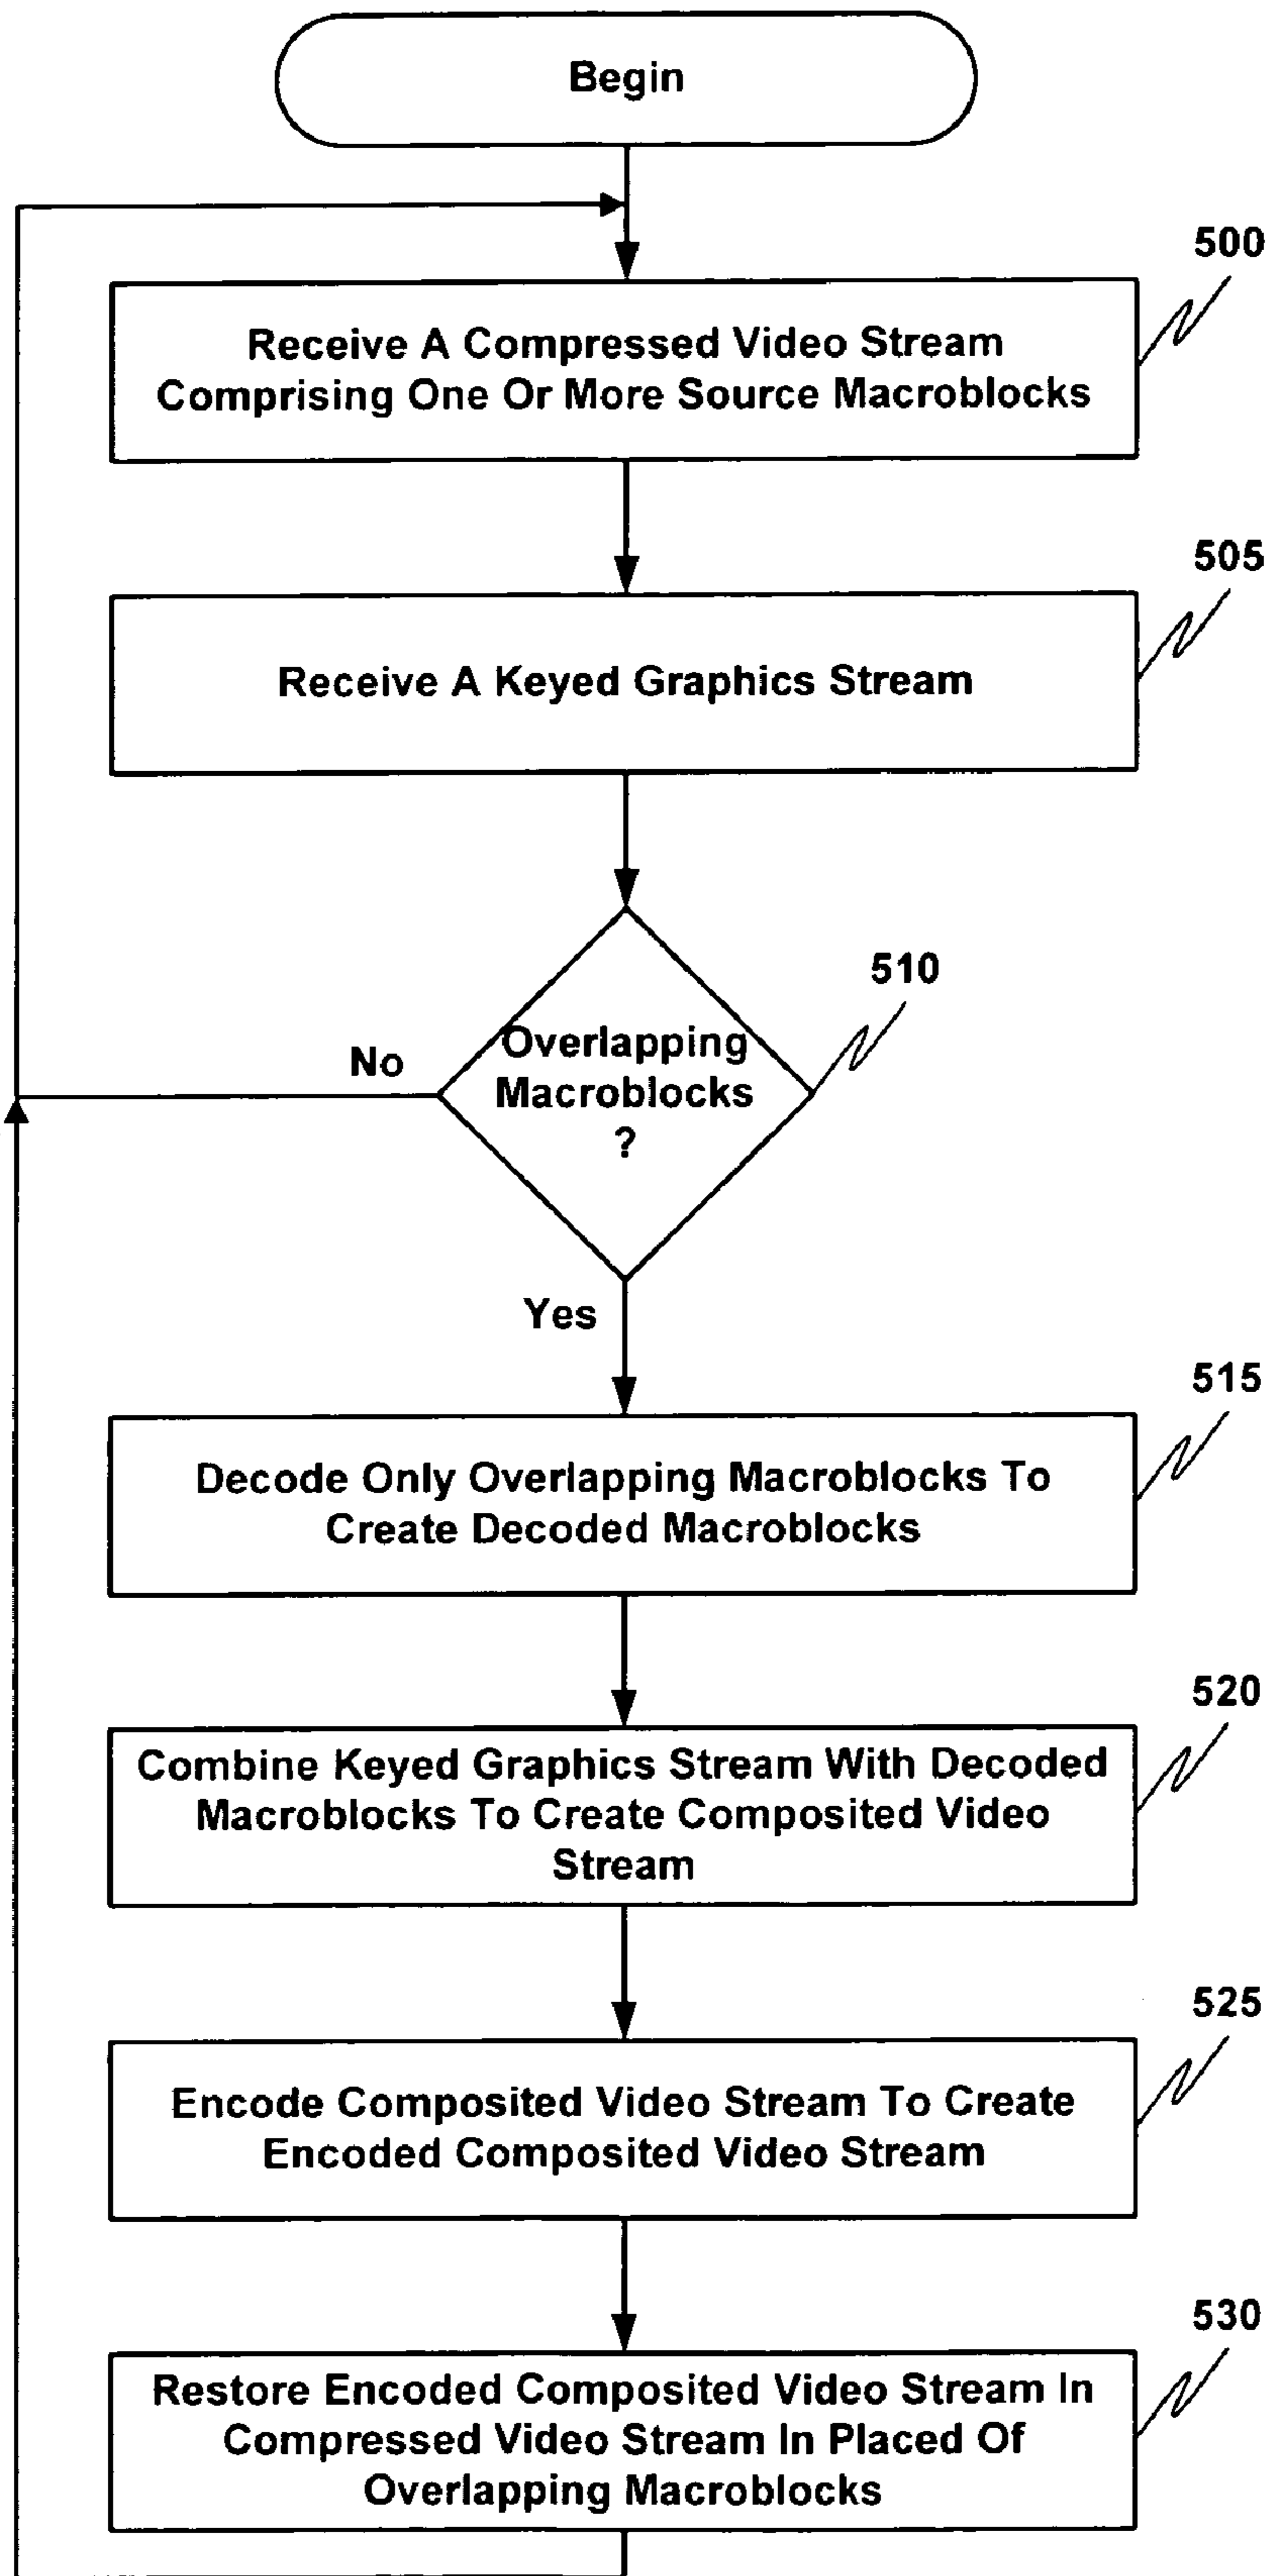 Begin
500
Receive A Compressed Video Stream
Comprising One Or More Source Macroblocks
505
Receive A Keyed Graphics Stream
510
Overlapping
Macroblocks
?
No
Yes
515
Decode Only Overlapping Macroblocks To
Create Decoded Macroblocks
520
Combine Keyed Graphics Stream With Decoded
Macroblocks To Create Composited Video
Stream
525
Encode Composited Video Stream To Create
Encoded Composited Video Stream
530
Restore Encoded Composited Video Stream In
Compressed Video Stream In Placed Of
Overlapping Macroblocks